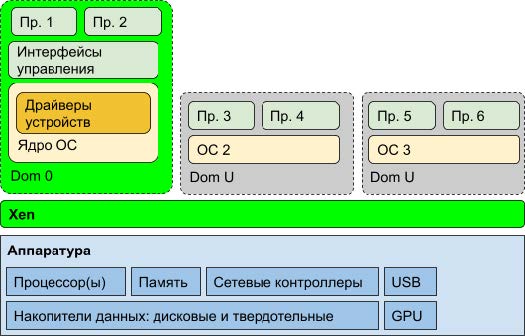 Пр. 1
Пр. 2
Интерфейсы
управления
Драйверы
устройств
Ядро ОС
Dom 0
Пр. 3
Пр. 4
ОС 2
Dom U
Пр. 5
Пр. 6
ОС 3
Dom U
Xen
Аппаратура
Процессор(ы)
Память
Сетевые контроллеры
USB
Накопители данных: дисковые и твердотельные
GPU